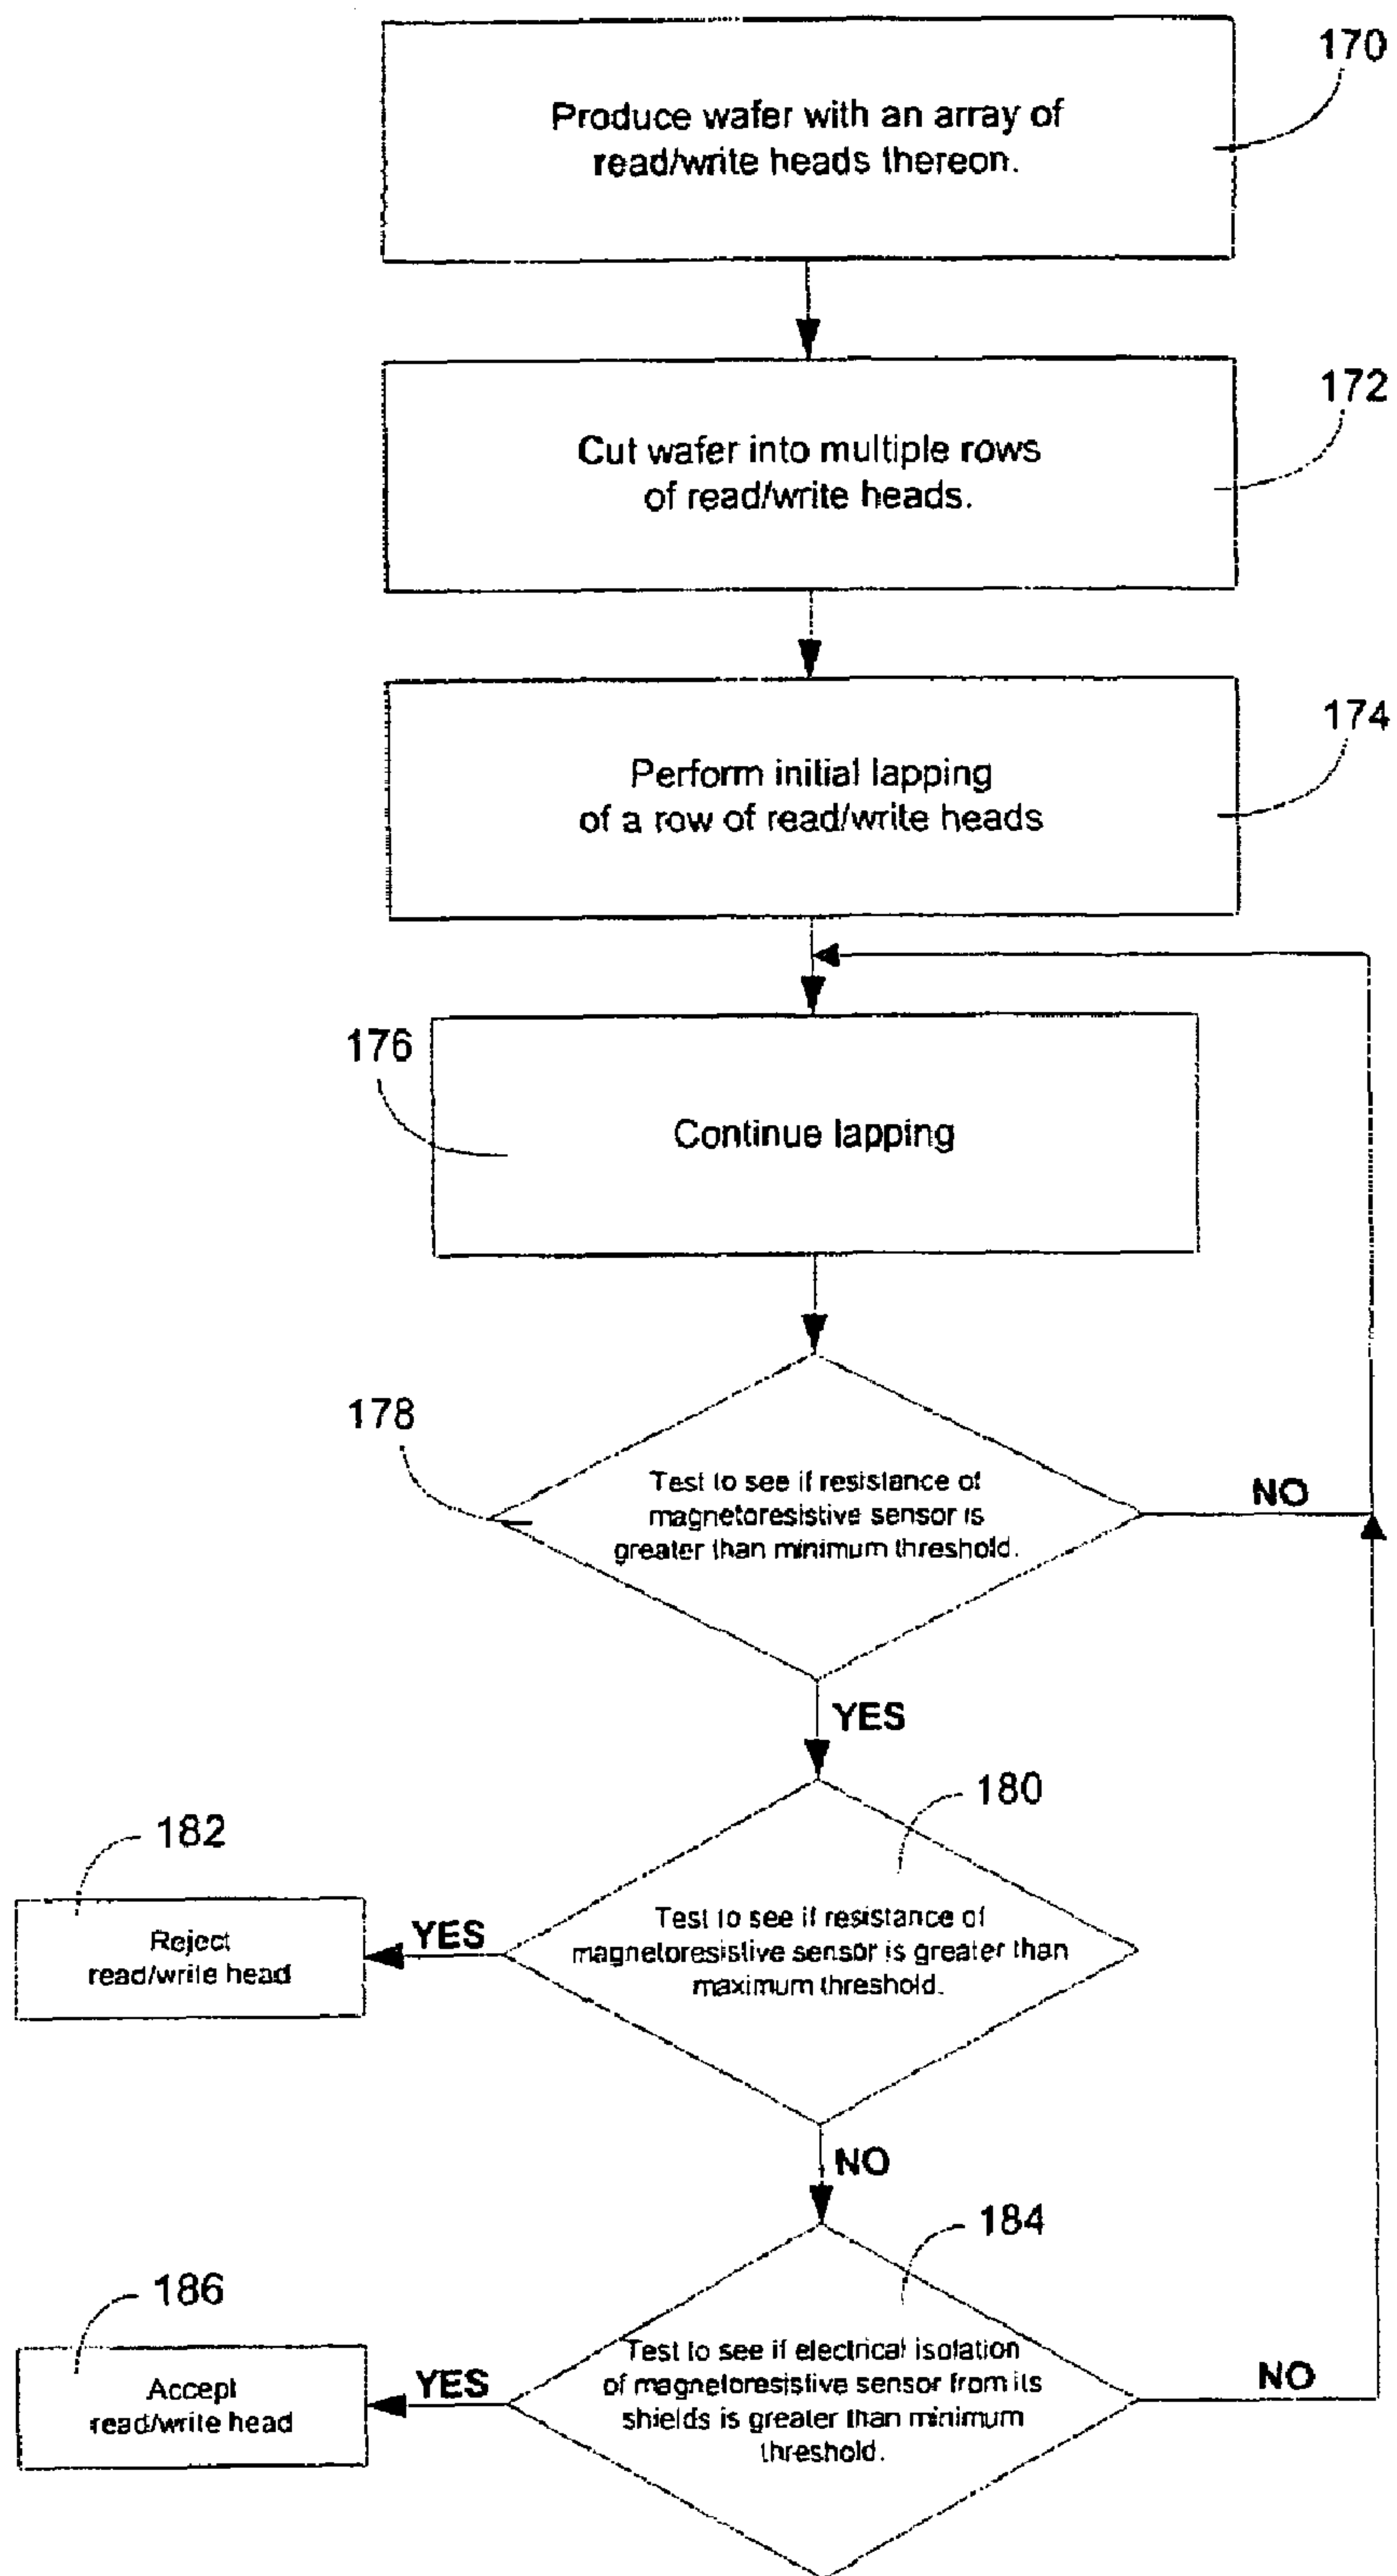 170
Produce wafer with an array of
read/write heads thereon.
172
Cut wafer into multiple rows
of read/write heads.
174
Perform initial lapping
of a row of read/write heads
176
Continue lapping
178
Test to see if resistance of
magnetoresistive sensor is
greater than minimum threshold.
NO
YES
180
182
Test to see if resistance of
magnetoresistive sensor is greater than
maximum threshold.
YES
Reject
read/write head
NO
184
186
Test to see if electrical isolation
of magnetoresistive sensor from its
shields is greater than minimum
threshold.
YES
NO
Accept
read/write head